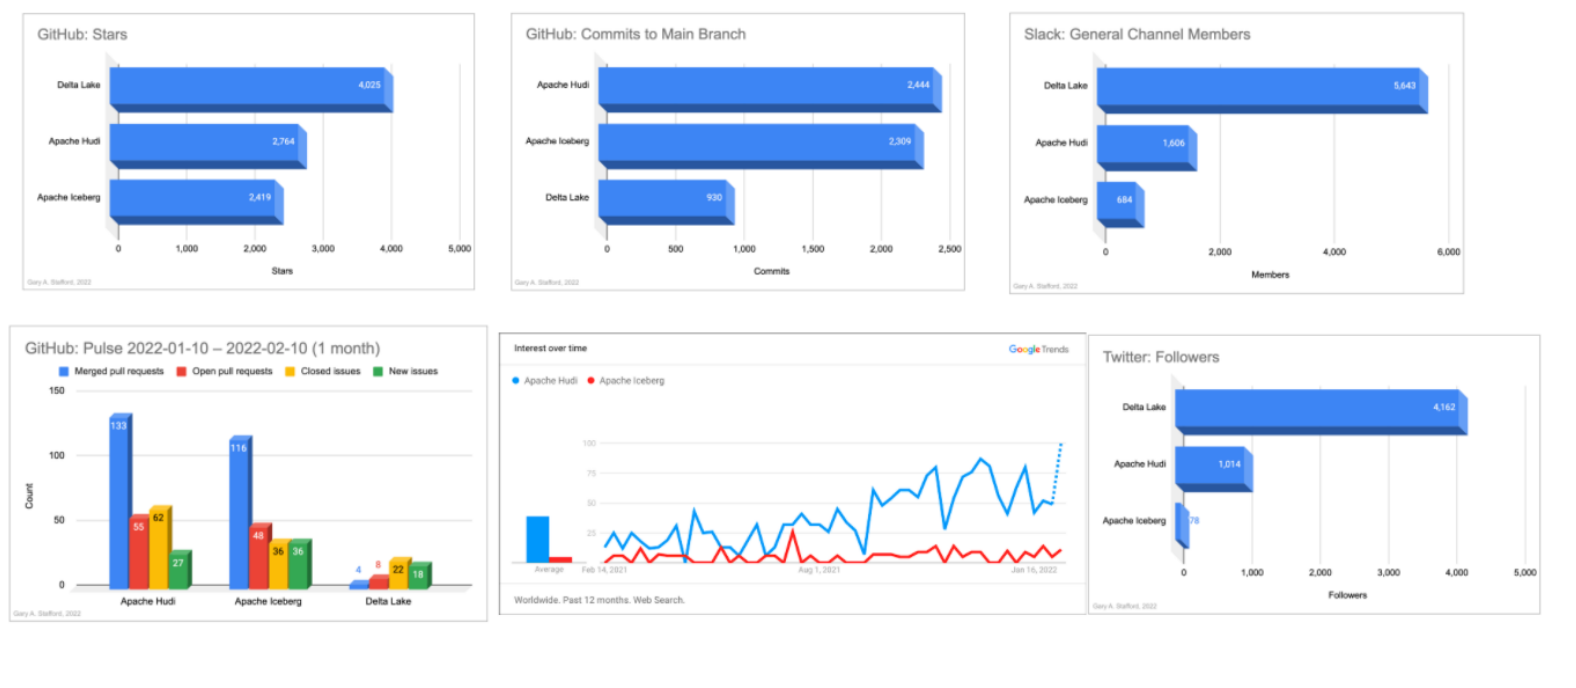 GitHub: Stars
Delta Lake
4,025
Apache Hudi
2,764
Apache Iceberg
2,419
0 1,000 2,000 3,000 4,000 5,000
Stars
Gary A. Stafford, 2022
GitHub: Commits to Main Branch
Apache Hudi
2,444
Apache Iceberg
2,309
Delta Lake
930
0 500 1,000 1,500 2,000 2,500
Commits
Gary A. Stafford, 2022
Slack: General Channel Members
Delta Lake
5,643
Apache Hudi
1,606
Apache Iceberg
684
0 2,000 4,000 6,000
Members
Gary A. Stafford, 2022
GitHub: Pulse 2022-01-10 – 2022-02-10 (1 month)
Merged pull requests Open pull requests Closed issues New issues
150
100
50
0
Count
133 55 62 27
116 48 36 36
4 8 22 18
Apache Hudi Apache Iceberg Delta Lake
Gary A. Stafford, 2022
Interest over time
Google Trends
Apache Hudi Apache Iceberg
100
75
50
25
Average Feb 14, 2021 Aug 1, 2021 Jan 16, 2022
Worldwide. Past 12 months. Web Search.
Twitter: Followers
Delta Lake
4,162
Apache Hudi
1,014
Apache Iceberg
78
0 1,000 2,000 3,000 4,000 5,000
Followers
Gary A. Stafford, 2022